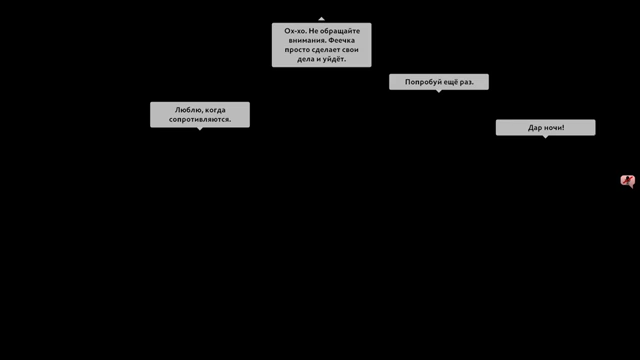 Ох-хо. Не обращайте
внимания. Феечка
просто сделает свои
дела и уйдёт.
Попробуй ещё раз.
Люблю, когда
сопротивляются.
Дар ночи!